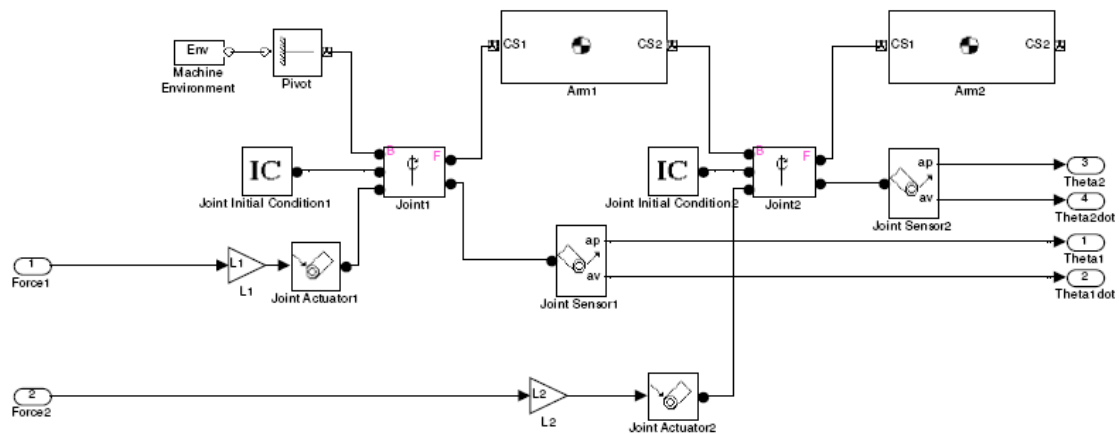 Env
Machine
Environment
Pivot
CS1
CS2
Arm1
CS1
CS2
Arm2
IC
Joint Initial Condition1
B
F
Joint1
IC
Joint Initial Condition2
B
F
Joint2
ap
av
Joint Sensor2
3
Theta2
4
Theta2dot
1
Force1
L1
L1
Joint Actuator1
ap
av
Joint Sensor1
1
Theta1
2
Theta1dot
2
Force2
L2
L2
Joint Actuator2